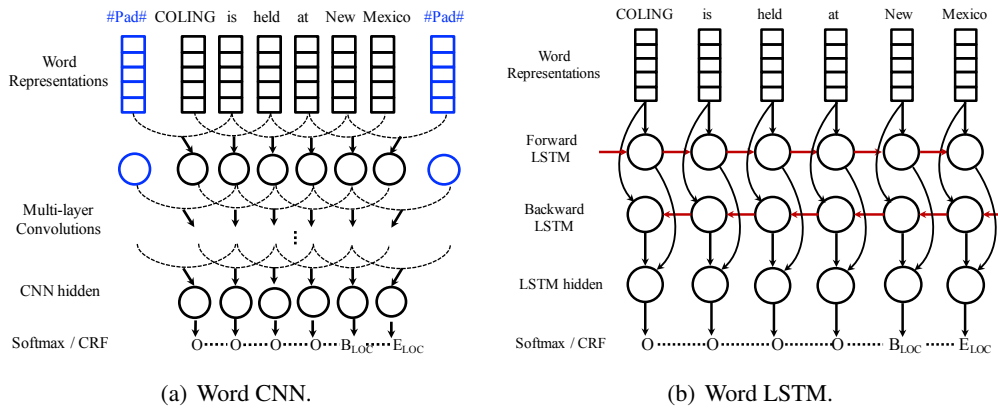 #Pad# COLING is held at New Mexico #Pad#
Word
Representations
Multi-layer
Convolutions
CNN hidden
Softmax / CRF O O O O B_LOC E_LOC
(a) Word CNN.
COLING is held at New Mexico
Word
Representations
Forward
LSTM
Backward
LSTM
LSTM hidden
Softmax / CRF O O O O B_LOC E_LOC
(b) Word LSTM.